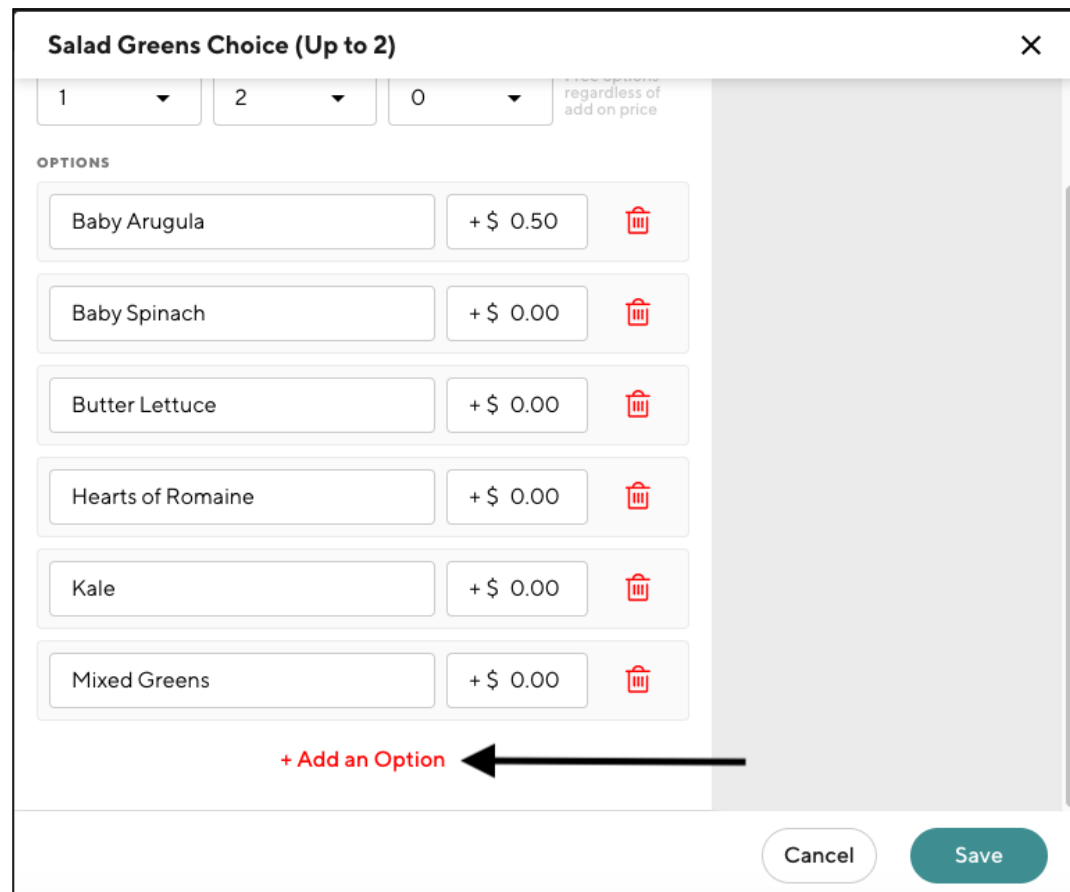 Salad Greens Choice (Up to 2)
1 2 0
regardless of
add on price
OPTIONS
Baby Arugula + $ 0.50
Baby Spinach + $ 0.00
Butter Lettuce + $ 0.00
Hearts of Romaine + $ 0.00
Kale + $ 0.00
Mixed Greens + $ 0.00
+ Add an Option
Cancel Save